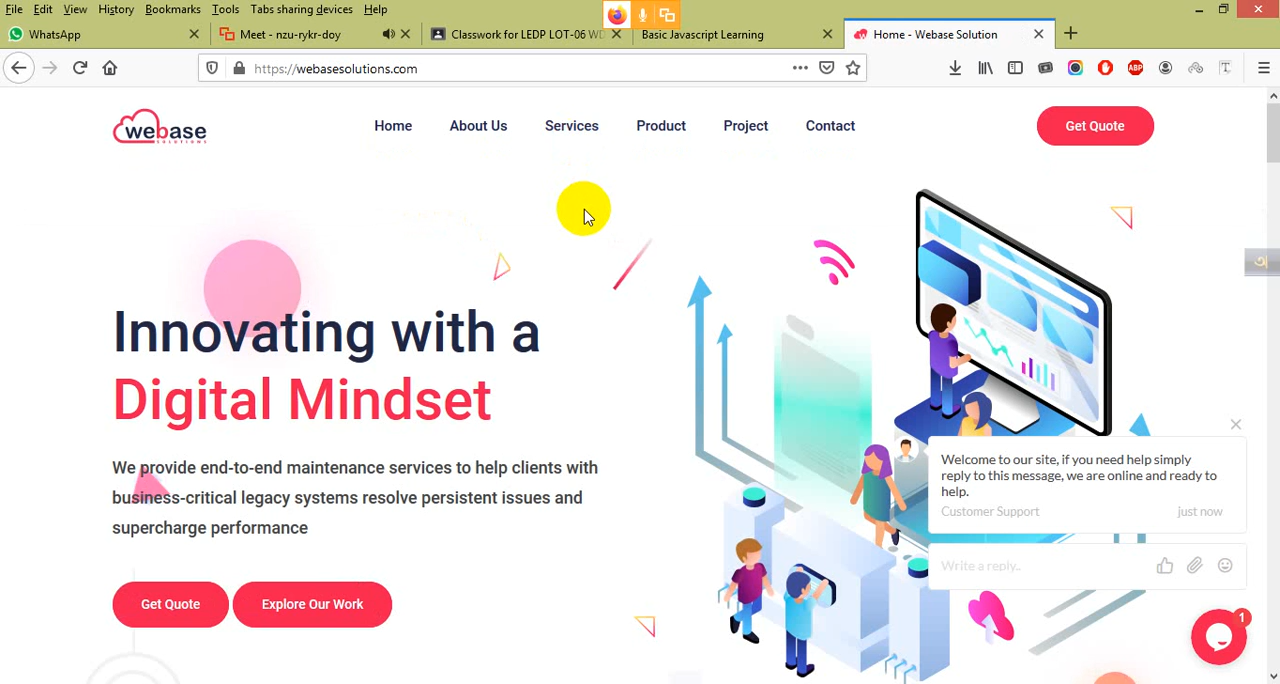 File Edit View History Bookmarks Tools Tabs sharing devices Help
WhatsApp
Meet - nzu-rykr-doy
Classwork for LEDP LOT-06 WD
Basic Javascript Learning
Home - Webase Solution
https://webasesolutions.com
ABP
webase
SOLUTIONS
Home About Us Services Product Project Contact
Get Quote
অ
Innovating with a
Digital Mindset
We provide end-to-end maintenance services to help clients with
business-critical legacy systems resolve persistent issues and
supercharge performance
Get Quote
Explore Our Work
Welcome to our site, if you need help simply
reply to this message, we are online and ready to
help.
Customer Support just now
Write a reply..
1